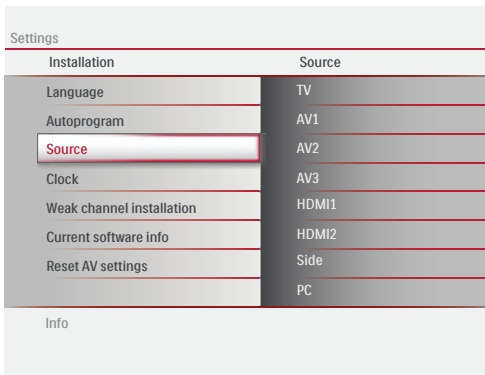 Settings
Installation Source
Language TV
Autoprogram AV1
Source AV2
Clock AV3
Weak channel installation HDMI1
Current software info HDMI2
Reset AV settings Side
PC
Info